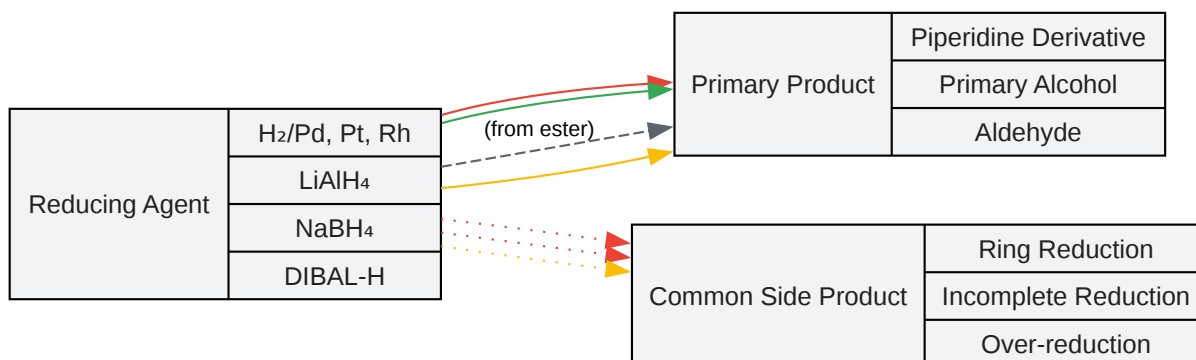 Reducing Agent
H₂/Pd, Pt, Rh
LiAlH₄
NaBH₄
DIBAL-H
(from ester)
Primary Product
Piperidine Derivative
Primary Alcohol
Aldehyde
Common Side Product
Ring Reduction
Incomplete Reduction
Over-reduction